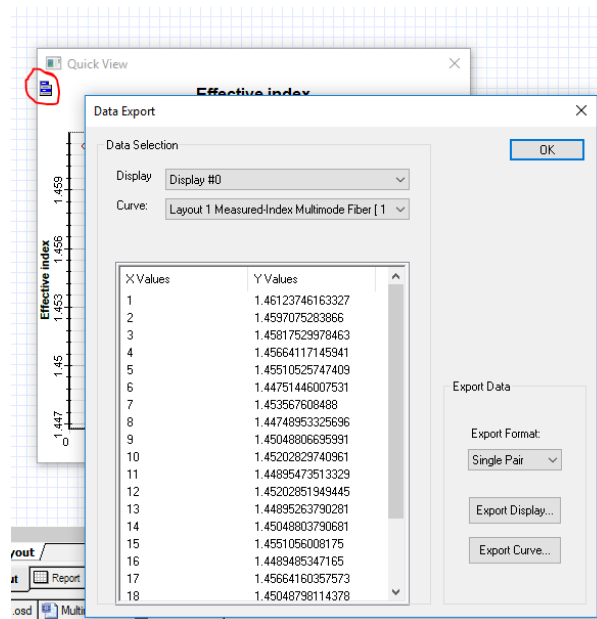 Quick View
Effective index
Data Export
Data Selection
OK
Display
Display #0
Curve:
Layout 1 Measured-Index Multimode Fiber [ 1
X Values Y Values
1 1.46123746163327
2 1.4597075283866
3 1.45817529978463
4 1.45664117145941
5 1.45510525747409
6 1.44751446007531
7 1.453567608488
8 1.44748953325696
9 1.45048806695991
10 1.45202829740961
11 1.44895473513329
12 1.45202851949445
13 1.44895263790281
14 1.45048803790681
15 1.4551056008175
16 1.4489485347165
17 1.45664160357573
18 1.45048798114378
Export Data
Export Format:
Single Pair
Export Display...
Export Curve...
Effective index
1.459
1.456
1.453
1.45
1.447
0
yout
ut
Report
.osd
Multi